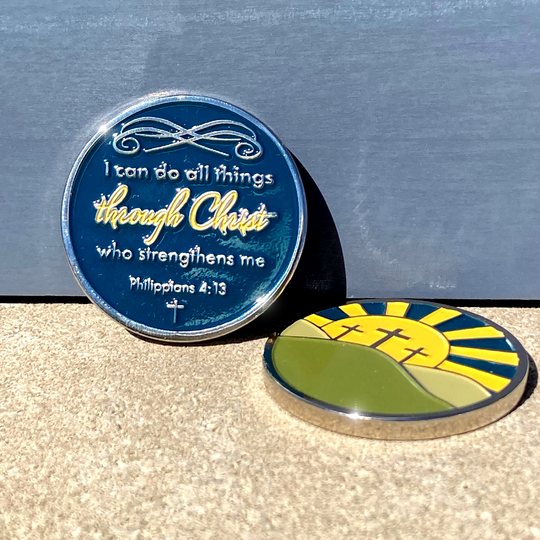 I can do all things
through Christ
who strengthens me
Philippians 4:13